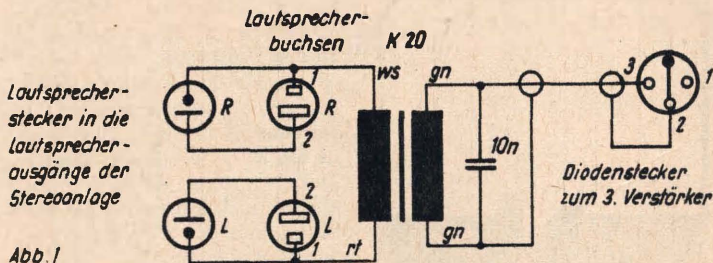 Lautsprecher-
buchsen
K 20
Lautsprecher-
stecker in die
Lautsprecher-
ausgänge der
Stereoanlage
R
1
R
2
ws
gn
10n
3
1
2
Diodenstecker
zum 3. Verstärker
L
2
L
1
rt
gn
Abb. 1